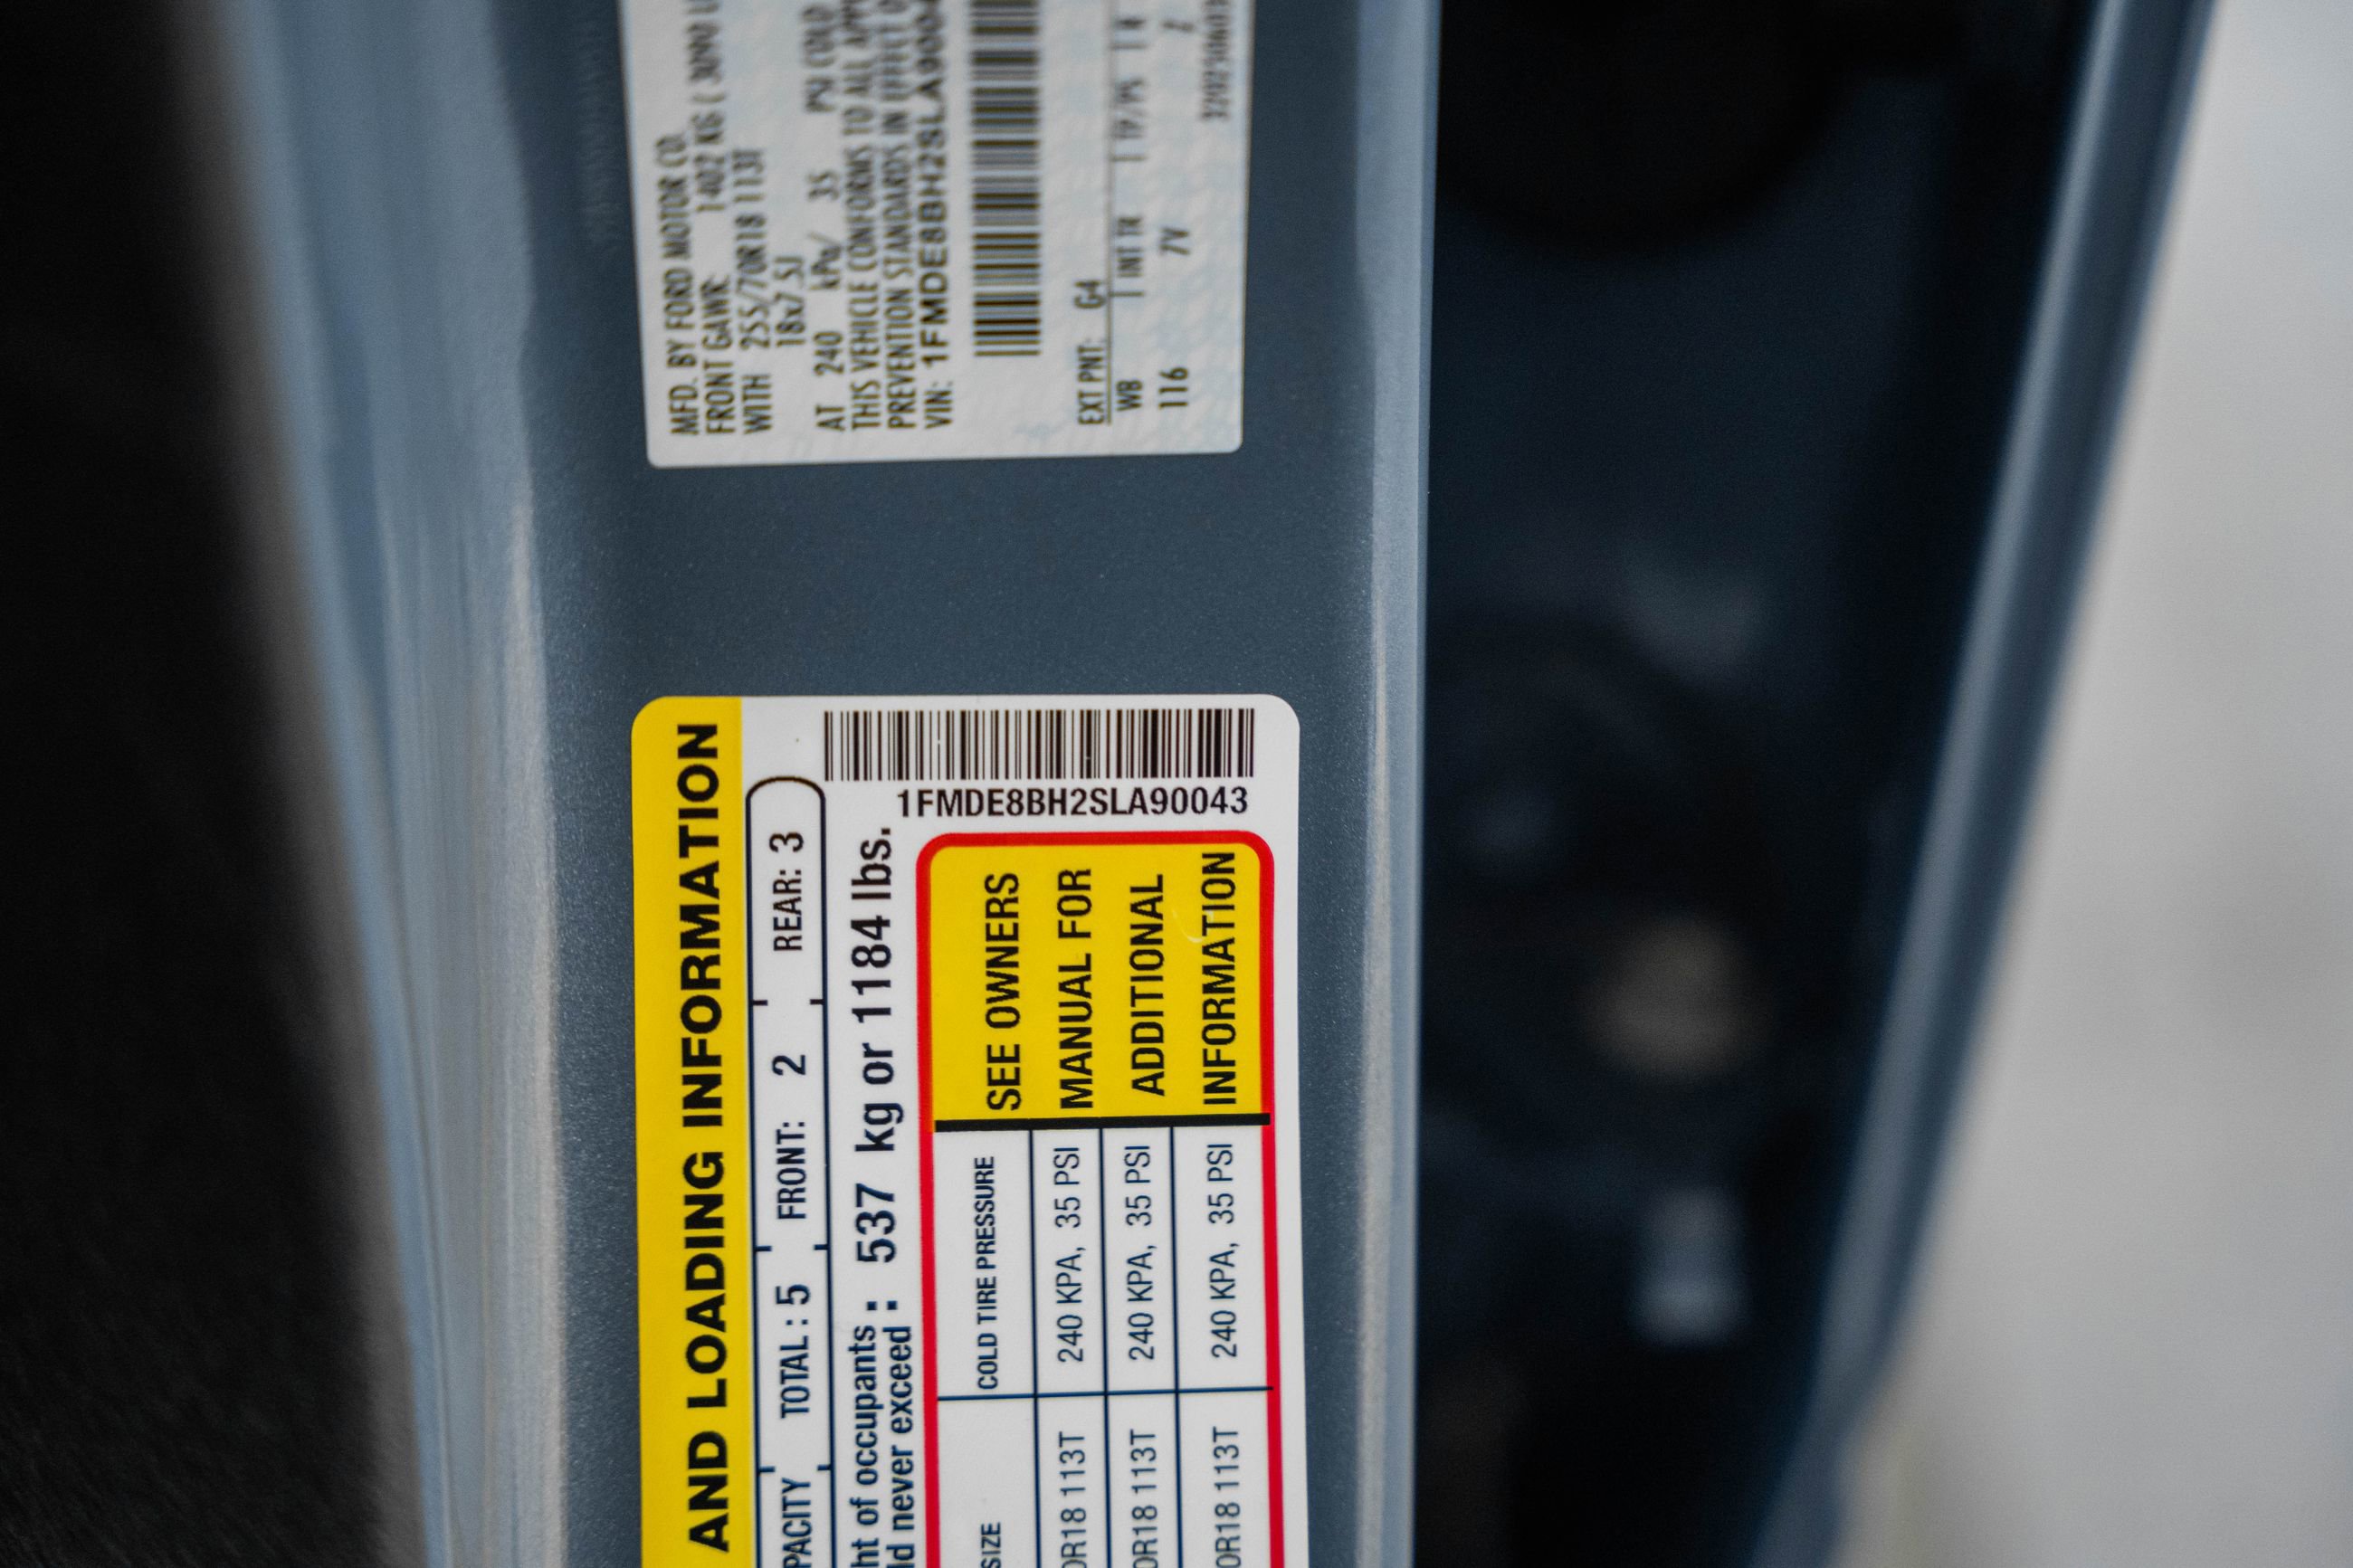 MFD. BY FORD MOTOR CO.
FRONT GAWR: 1402 KG ( 3090 L
WITH 255/70R18 113T
18x7.5J
AT 240 kPa/ 35 PSI COLD
THIS VEHICLE CONFORMS TO ALL APP
PREVENTION STANDARDS IN EFFECT O
VIN: 1FMDE8BH2SLA9004
EXT PNT: G4
WB INT TR TP/PS
116 7V
AND LOADING INFORMATION
PACITY TOTAL : 5 FRONT: 2 REAR: 3
ht of occupants : 537 kg or 1184 lbs.
ld never exceed :
1FMDE8BH2SLA90043
SIZE COLD TIRE PRESSURE
0R18 113T 240 KPA, 35 PSI
0R18 113T 240 KPA, 35 PSI
0R18 113T 240 KPA, 35 PSI
SEE OWNERS
MANUAL FOR
ADDITIONAL
INFORMATION